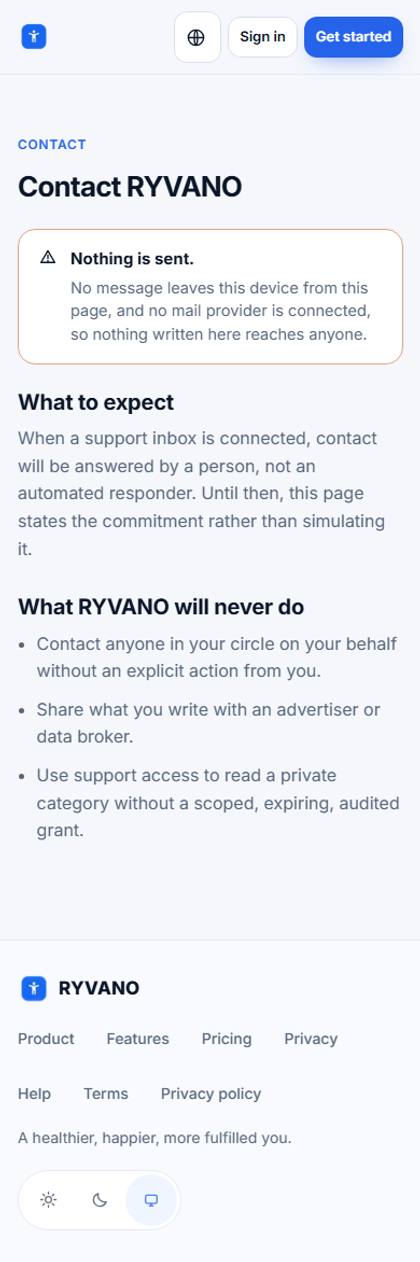 Sign in
Get started
CONTACT
Contact RYVANO
Nothing is sent.
No message leaves this device from this
page, and no mail provider is connected,
so nothing written here reaches anyone.
What to expect
When a support inbox is connected, contact
will be answered by a person, not an
automated responder. Until then, this page
states the commitment rather than simulating
it.
What RYVANO will never do
• Contact anyone in your circle on your behalf
without an explicit action from you.
• Share what you write with an advertiser or
data broker.
• Use support access to read a private
category without a scoped, expiring, audited
grant.
RYVANO
Product Features Pricing Privacy
Help Terms Privacy policy
A healthier, happier, more fulfilled you.